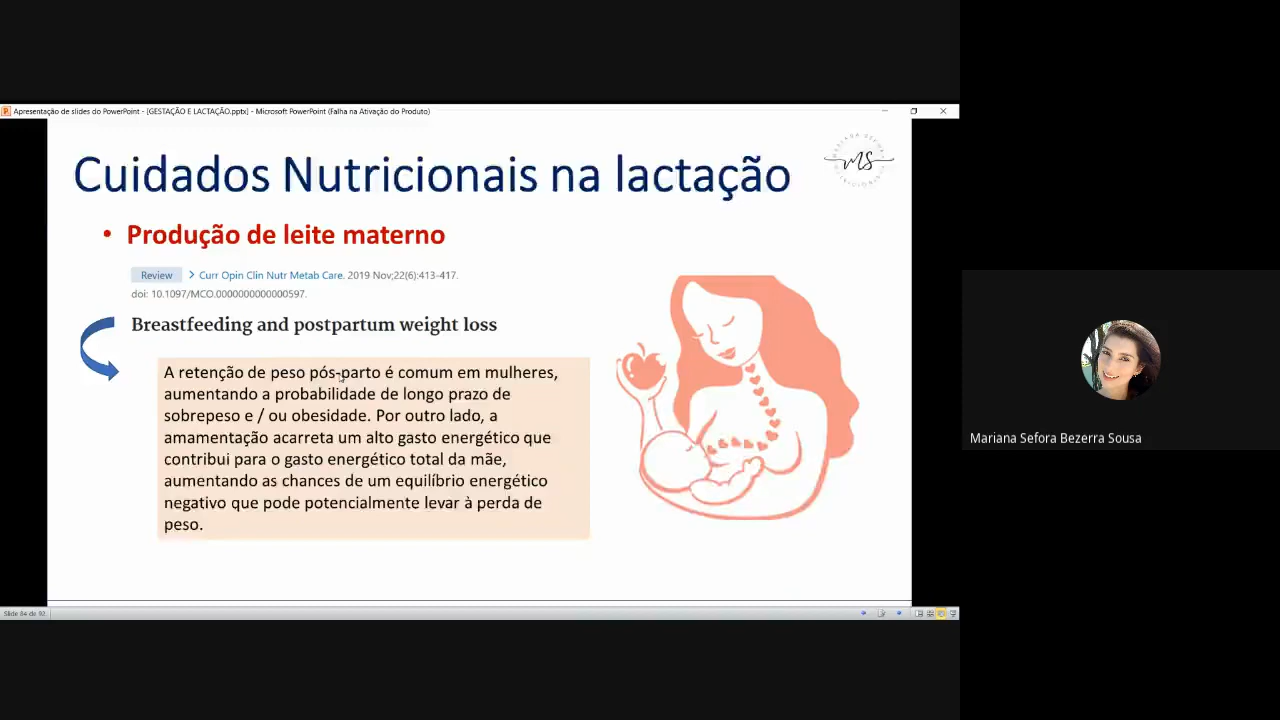 Apresentação de slides do PowerPoint - [GESTAÇÃO E LACTAÇÃO.pptx] - Microsoft PowerPoint (Falha na Ativação do Produto)
Cuidados Nutricionais na lactação
MS
• Produção de leite materno
Review > Curr Opin Clin Nutr Metab Care. 2019 Nov;22(6):413-417.
doi: 10.1097/MCO.0000000000000597.
Breastfeeding and postpartum weight loss
A retenção de peso pós-parto é comum em mulheres,
aumentando a probabilidade de longo prazo de
sobrepeso e / ou obesidade. Por outro lado, a
amamentação acarreta um alto gasto energético que
contribui para o gasto energético total da mãe,
aumentando as chances de um equilíbrio energético
negativo que pode potencialmente levar à perda de
peso.
Mariana Sefora Bezerra Sousa
Slide 84 de 92